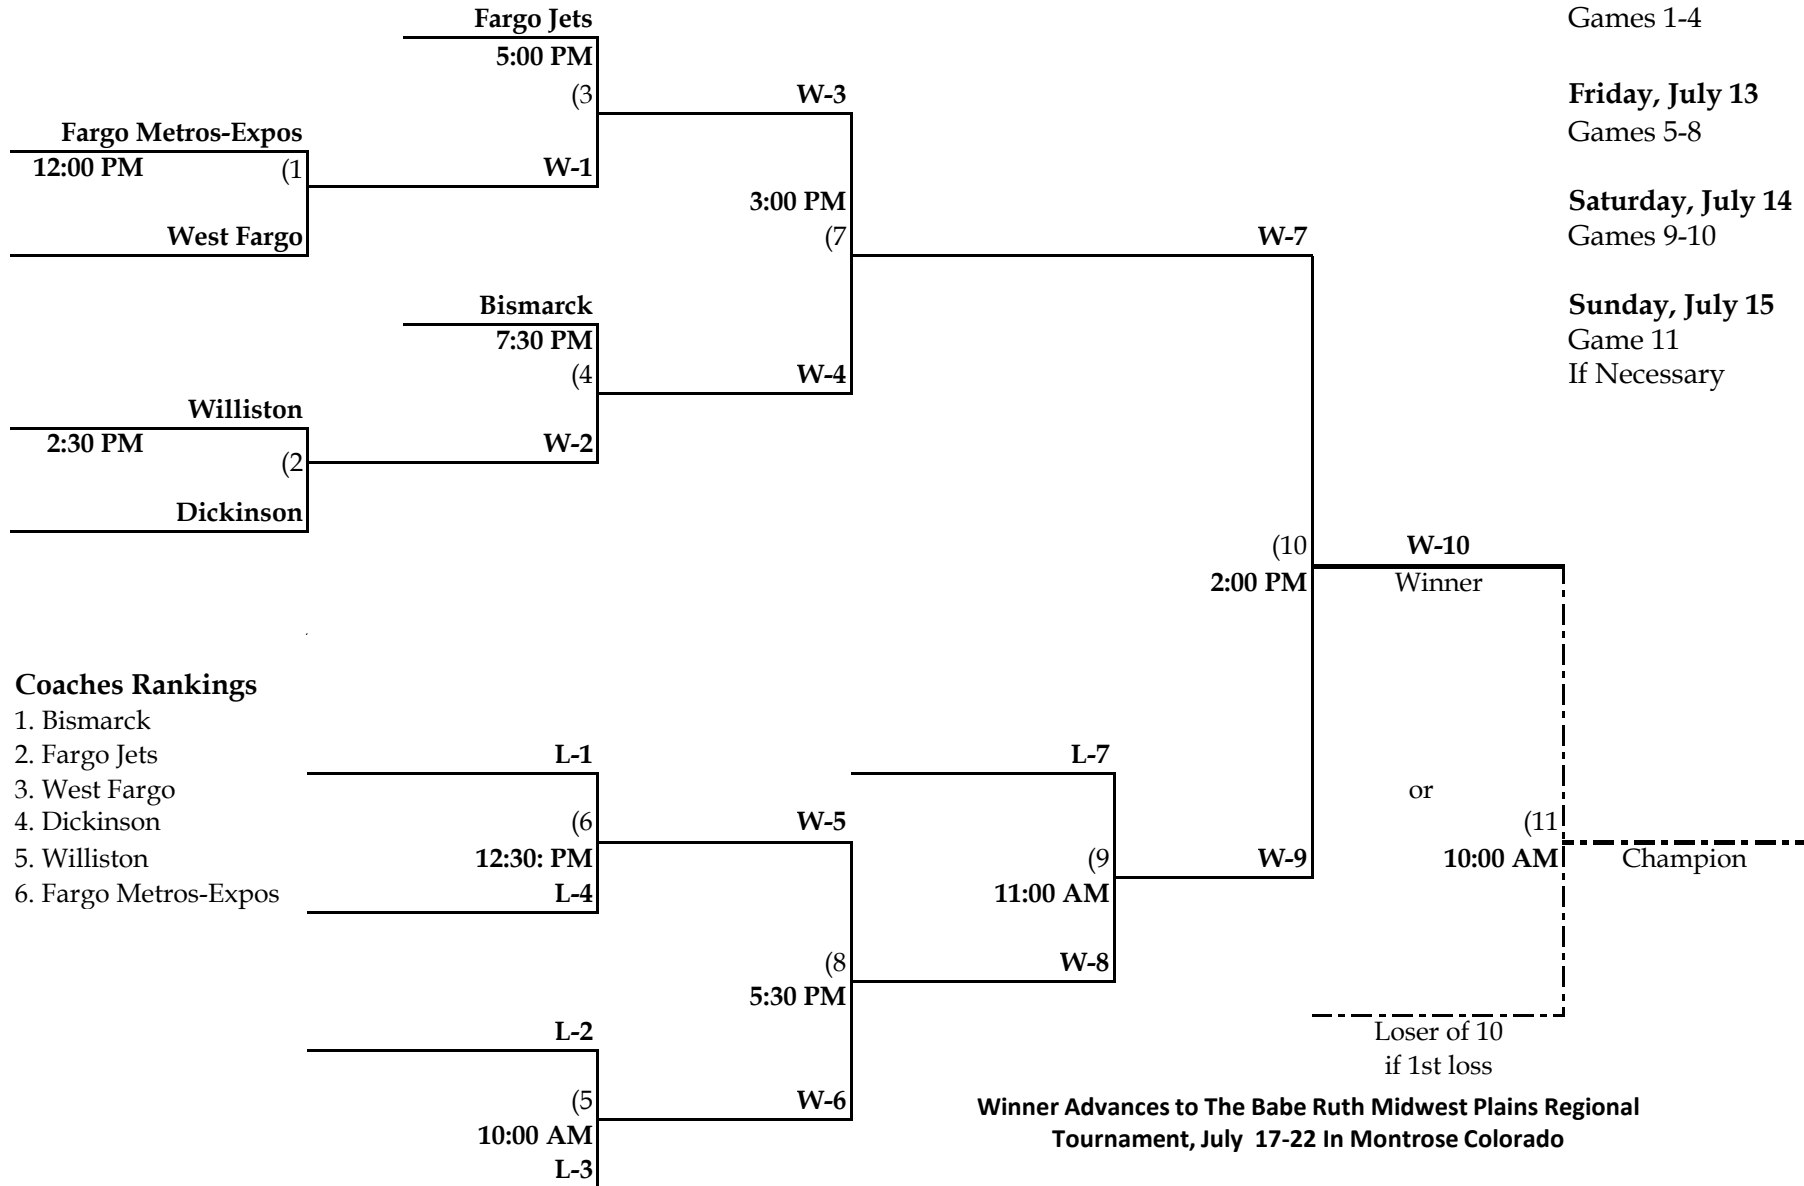 Fargo Jets
5:00 PM
(3
W-3
Fargo Metros-Expos
12:00 PM
(1
W-1
West Fargo
3:00 PM
(7
W-7
Bismarck
7:30 PM
(4
W-4
Williston
2:30 PM
(2
W-2
Dickinson
Games 1-4
Friday, July 13
Games 5-8
Saturday, July 14
Games 9-10
Sunday, July 15
Game 11
If Necessary
(10
2:00 PM
W-10
Winner
Coaches Rankings
1. Bismarck
2. Fargo Jets
3. West Fargo
4. Dickinson
5. Williston
6. Fargo Metros-Expos
L-1
(6
12:30: PM
L-4
W-5
L-7
(9
11:00 AM
W-9
or
(11
10:00 AM
Champion
(8
5:30 PM
W-8
L-2
(5
10:00 AM
L-3
W-6
Loser of 10
if 1st loss
Winner Advances to The Babe Ruth Midwest Plains Regional
Tournament, July 17-22 In Montrose Colorado